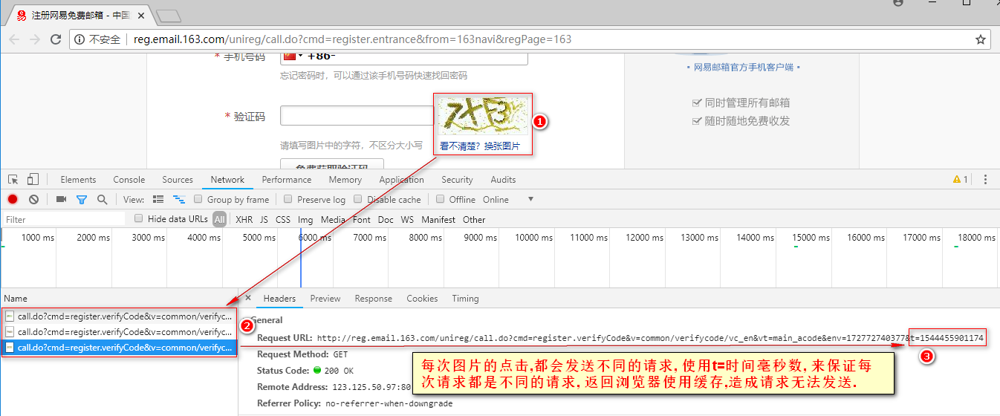 注册网易免费邮箱 - 中国
不安全 | reg.email.163.com/unireg/call.do?cmd=register.entrance&from=163navi&regPage=163
* 手机号码 +86-
忘记密码时，可以通过该手机号码快速找回密码
• 网易邮箱官方手机客户端 •
同时管理所有邮箱
随时随地免费收发
* 验证码
1
请填写图片中的字符，不区分大小写
看不清楚？换张图片
免费获取验证码
Elements Console Sources Network Performance Memory Application Security Audits 1
View: Group by frame Preserve log Disable cache Offline Online
Filter Hide data URLs All XHR JS CSS Img Media Font Doc WS Manifest Other
1000 ms 2000 ms 3000 ms 4000 ms 5000 ms 6000 ms 7000 ms 8000 ms 9000 ms 10000 ms 11000 ms 12000 ms 13000 ms 14000 ms 15000 ms 16000 ms 17000 ms 18000 ms
Name
call.do?cmd=register.verifyCode&v=common/verifyc...
call.do?cmd=register.verifyCode&v=common/verifyc...
call.do?cmd=register.verifyCode&v=common/verifyc...
2
× Headers Preview Response Cookies Timing
General
Request URL: http://reg.email.163.com/unireg/call.do?cmd=register.verifyCode&v=common/verifycode/vc_en&vt=main_acode&env=172772740377&t=1544455901174
3
Request Method: GET
Status Code: 200 OK
Remote Address: 123.125.50.97:80
Referrer Policy: no-referrer-when-downgrade
每次图片的点击,都会发送不同的请求,使用t=时间毫秒数,来保证每
次请求都是不同的请求,返回浏览器使用缓存,造成请求无法发送.